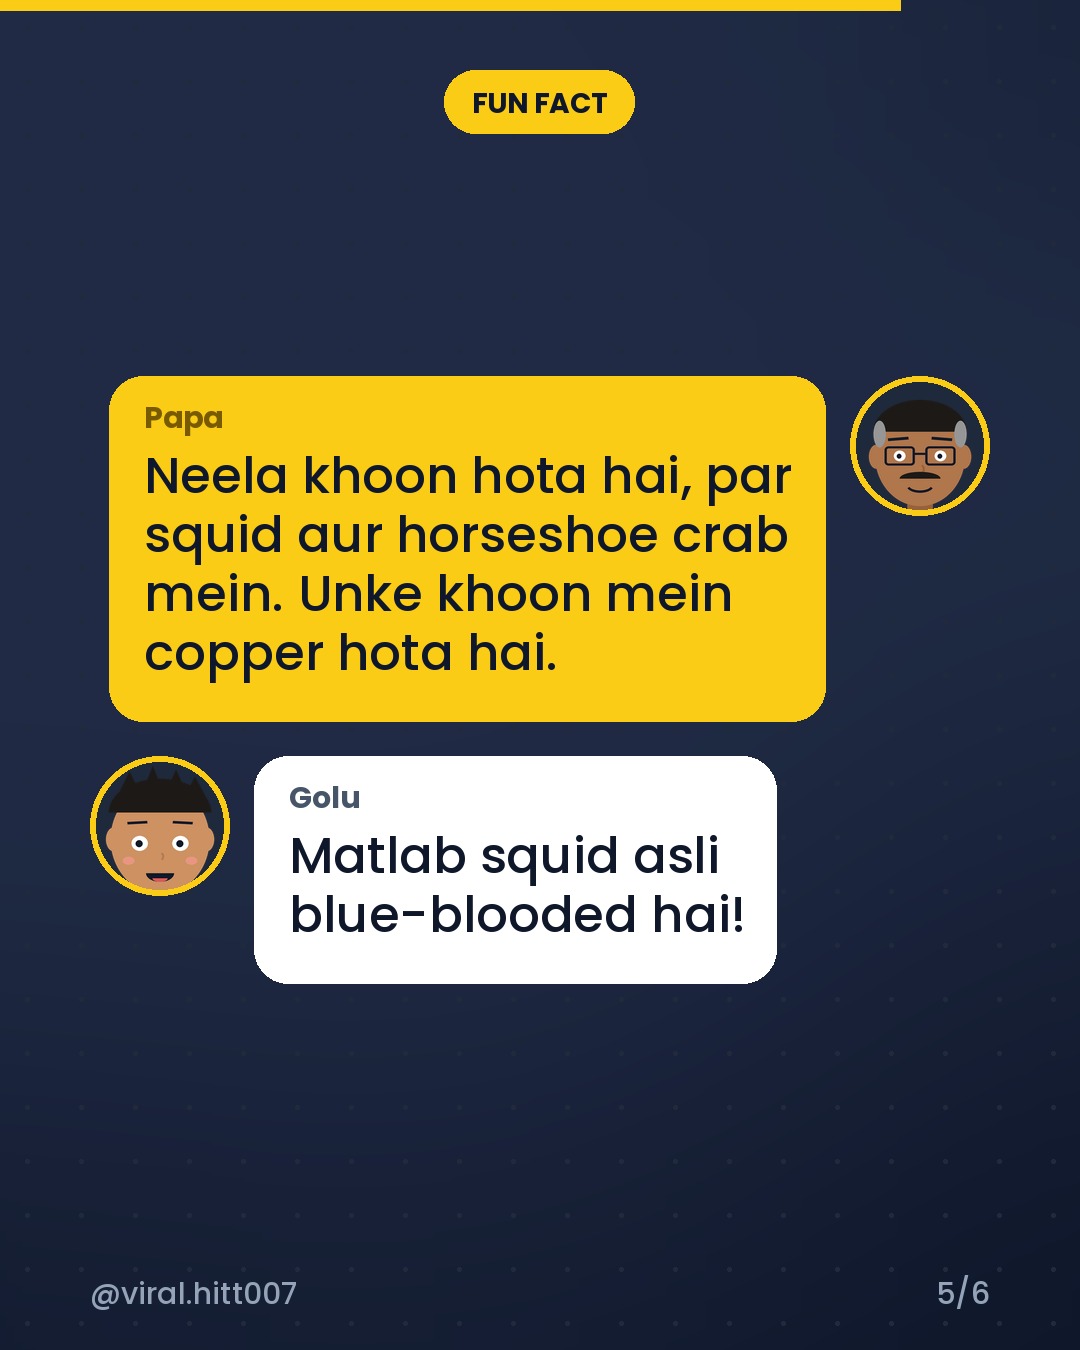 FUN FACT
Papa
Neela khoon hota hai, par
squid aur horseshoe crab
mein. Unke khoon mein
copper hota hai.
Golu
Matlab squid asli
blue-blooded hai!
@viral.hitt007
5/6